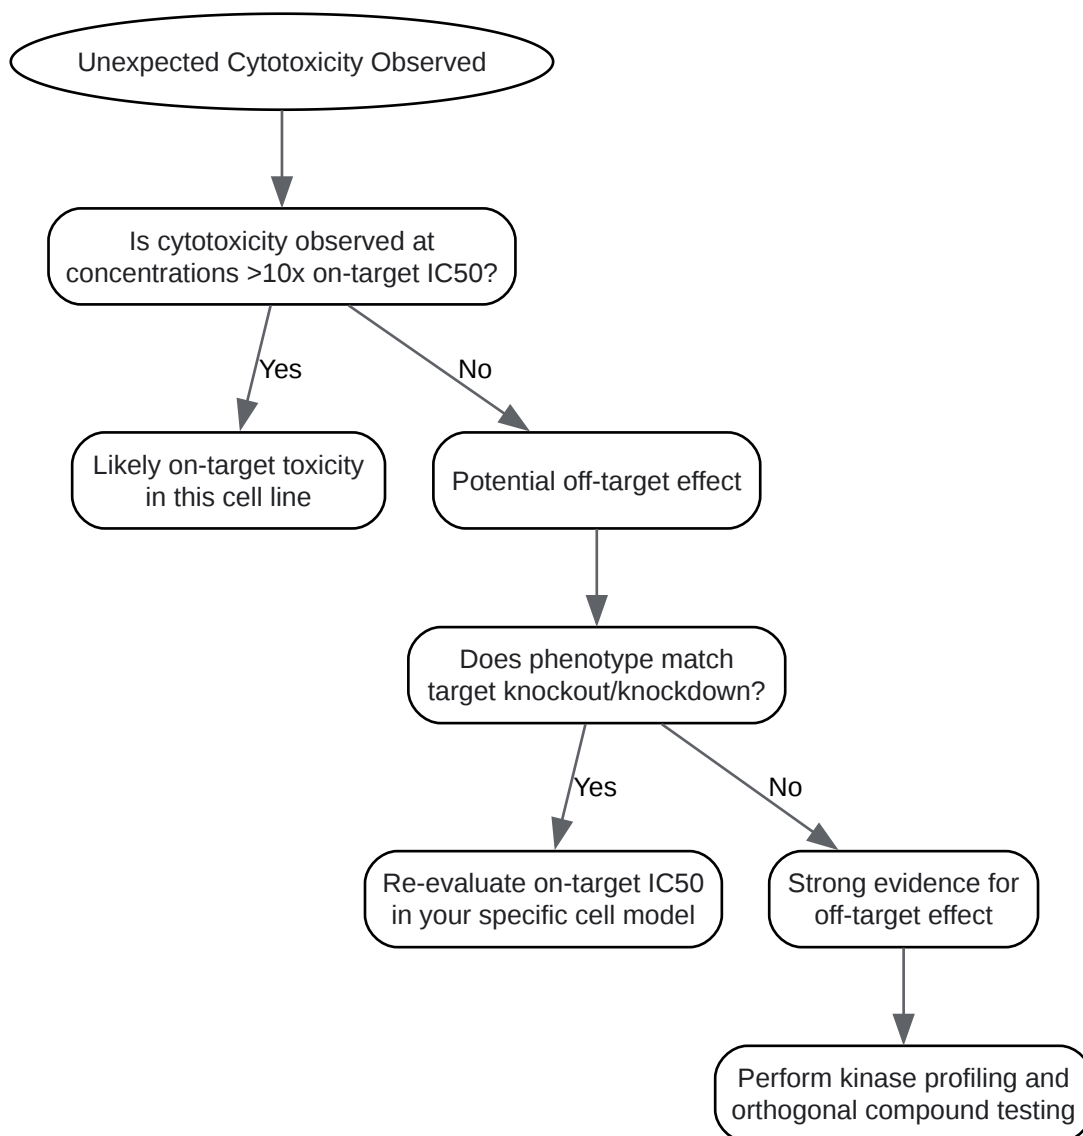 Unexpected Cytotoxicity Observed
Is cytotoxicity observed at
concentrations >10x on-target IC50?
Yes
No
Likely on-target toxicity
in this cell line
Potential off-target effect
Does phenotype match
target knockout/knockdown?
Yes
No
Re-evaluate on-target IC50
in your specific cell model
Strong evidence for
off-target effect
Perform kinase profiling and
orthogonal compound testing